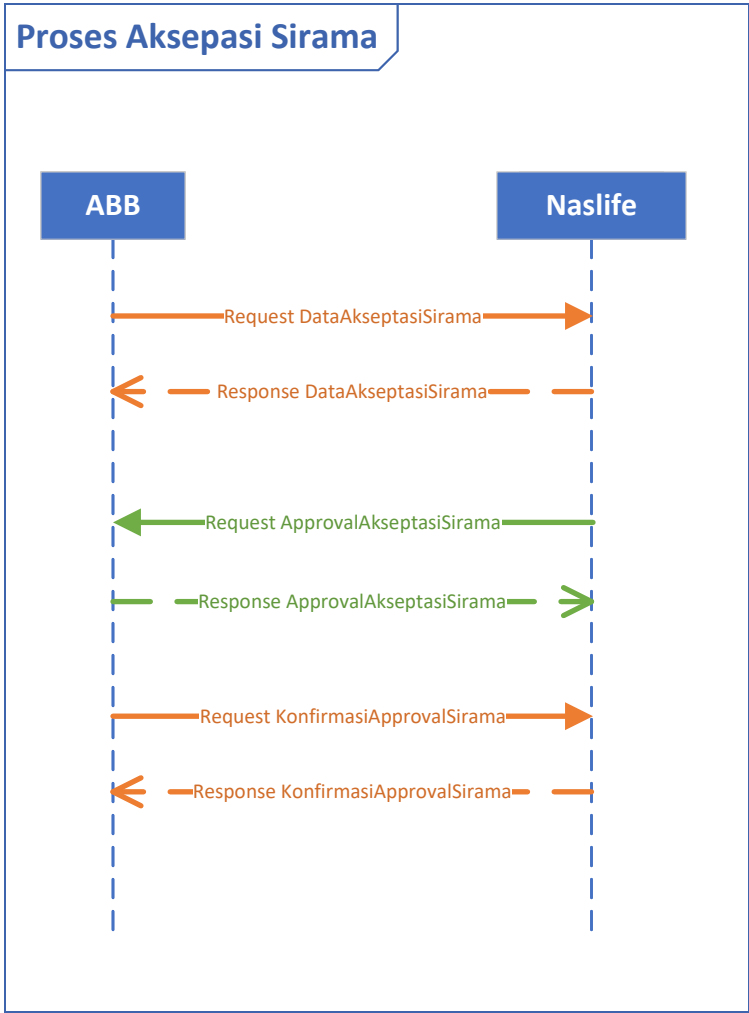 Proses Aksepasi Sirama
ABB
Naslife
Request DataAkseptasiSirama
Response DataAkseptasiSirama
Request ApprovalAkseptasiSirama
Response ApprovalAkseptasiSirama
Request KonfirmasiApprovalSirama
Response KonfirmasiApprovalSirama